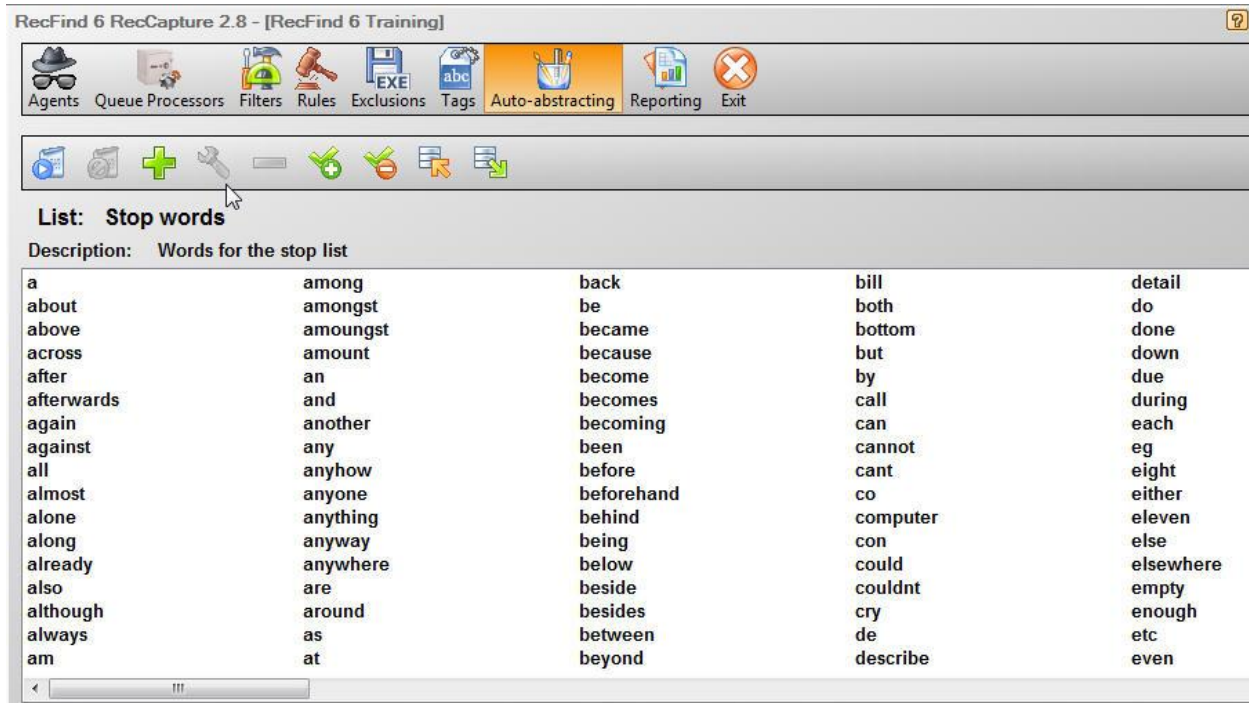 RecFind 6 RecCapture 2.8 - [RecFind 6 Training]
?
EXE
abc
Agents Queue Processors Filters Rules Exclusions Tags Auto-abstracting Reporting Exit
List: Stop words
Description: Words for the stop list
a among back bill detail
about amongst be both do
above amoungst became bottom done
across amount because but down
after an become by due
afterwards and becomes call during
again another becoming can each
against any been cannot eg
all anyhow before cant eight
almost anyone beforehand co either
alone anything behind computer eleven
along anyway being con else
already anywhere below could elsewhere
also are beside couldnt empty
although around besides cry enough
always as between de etc
am at beyond describe even